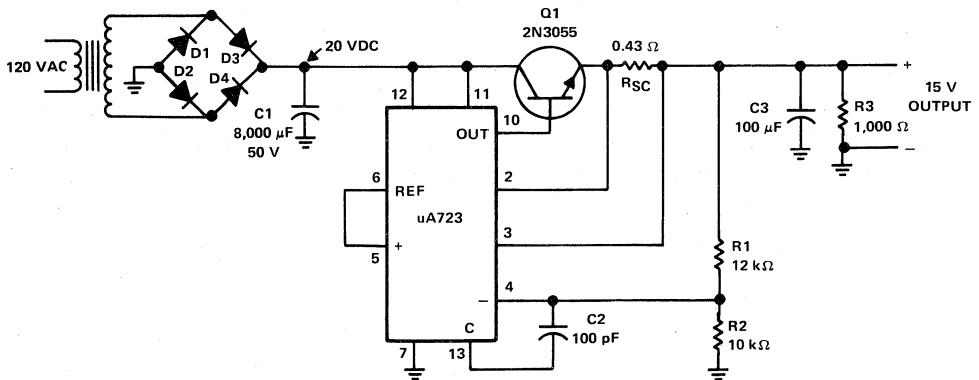 Q1
2N3055
120 VAC
D1
D3
D2
D4
20 VDC
0.43 Ω
RSC
+
15 V
OUTPUT
−
C1
8,000 μF
50 V
12
11
10
OUT
C3
100 μF
R3
1,000 Ω
6
REF
2
uA723
+
5
3
R1
12 kΩ
4
−
C2
100 pF
C
7
13
R2
10 kΩ